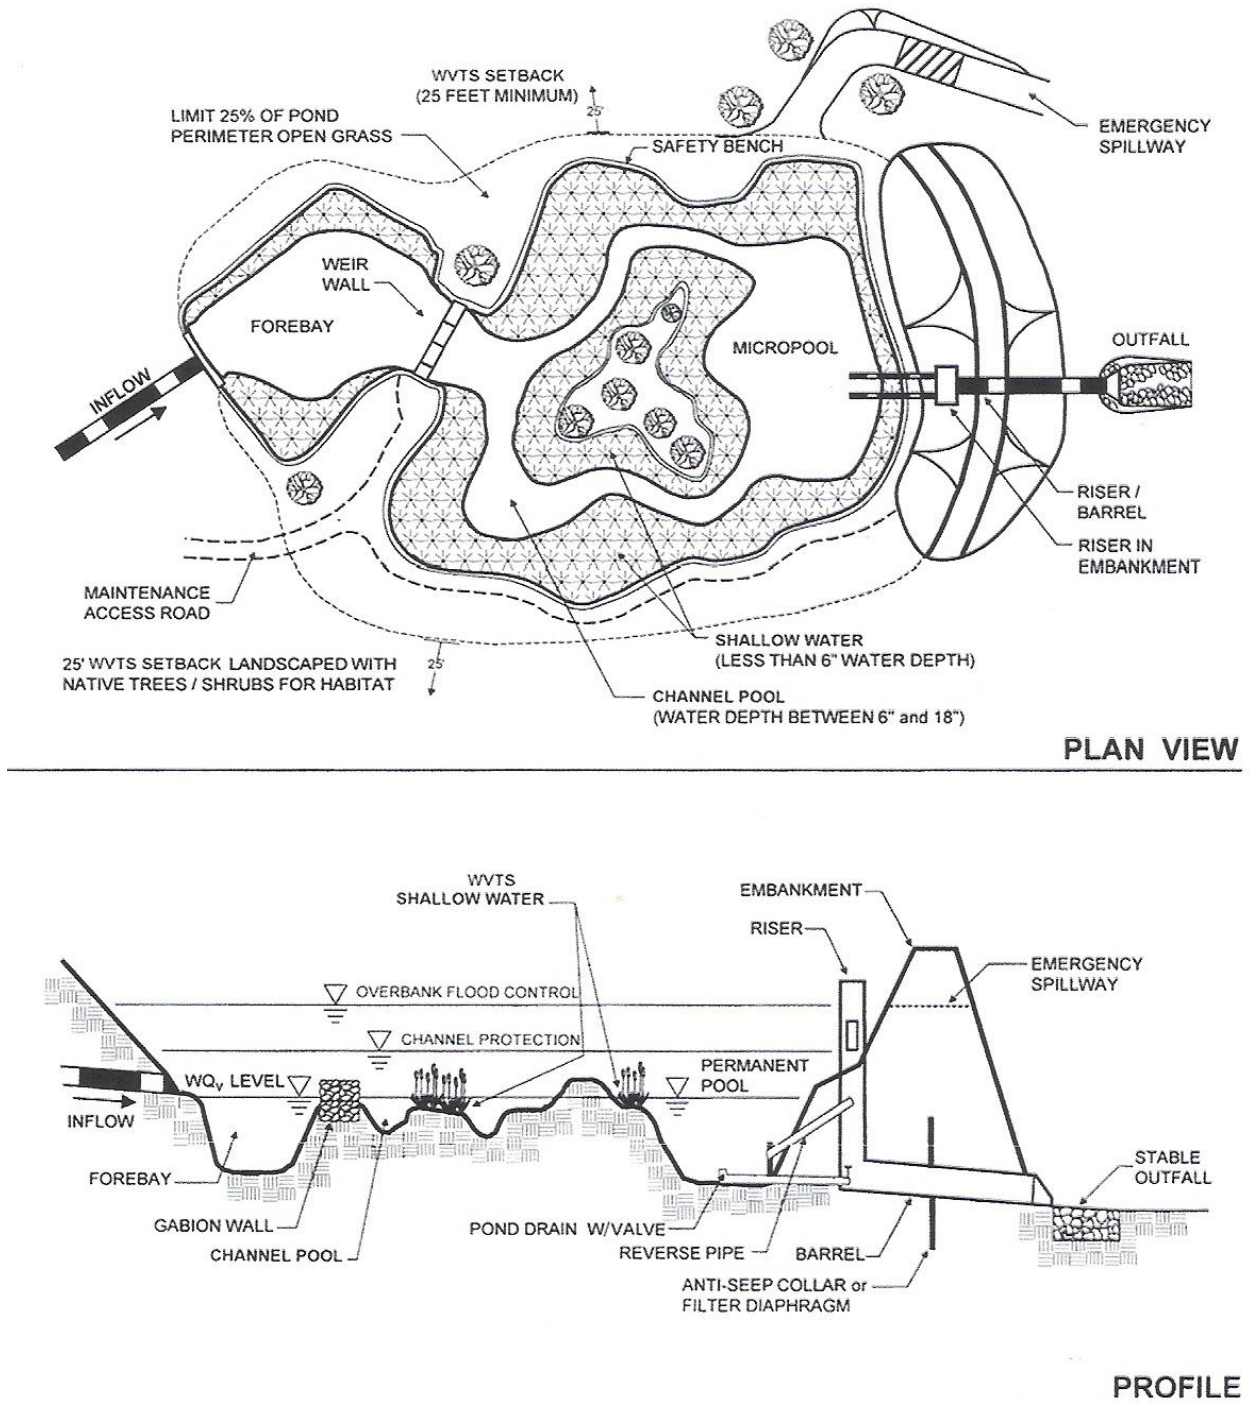 WVTS SETBACK
(25 FEET MINIMUM)
25'
LIMIT 25% OF POND
PERIMETER OPEN GRASS
SAFETY BENCH
EMERGENCY
SPILLWAY
WEIR
WALL
FOREBAY
MICROPOOL
OUTFALL
INFLOW
RISER /
BARREL
RISER IN
EMBANKMENT
MAINTENANCE
ACCESS ROAD
SHALLOW WATER
(LESS THAN 6" WATER DEPTH)
25' WVTS SETBACK LANDSCAPED WITH
NATIVE TREES / SHRUBS FOR HABITAT
25'
CHANNEL POOL
(WATER DEPTH BETWEEN 6" and 18")
PLAN VIEW
WVTS
SHALLOW WATER
EMBANKMENT
RISER
EMERGENCY
SPILLWAY
OVERBANK FLOOD CONTROL
CHANNEL PROTECTION
WQv LEVEL
PERMANENT
POOL
INFLOW
FOREBAY
GABION WALL
CHANNEL POOL
POND DRAIN W/VALVE
REVERSE PIPE
BARREL
STABLE
OUTFALL
ANTI-SEEP COLLAR or
FILTER DIAPHRAGM
PROFILE